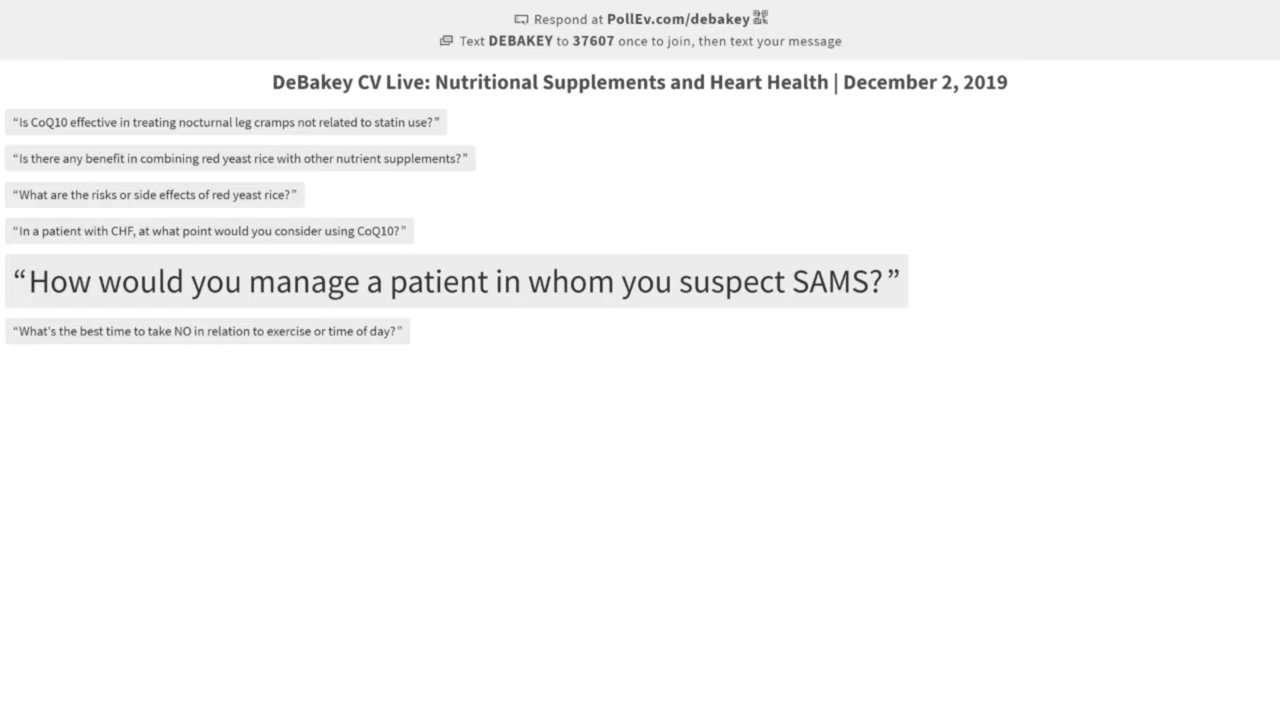 Respond at PollEv.com/debakey
Text DEBAKEY to 37607 once to join, then text your message
DeBakey CV Live: Nutritional Supplements and Heart Health | December 2, 2019
“Is CoQ10 effective in treating nocturnal leg cramps not related to statin use?”
“Is there any benefit in combining red yeast rice with other nutrient supplements?”
“What are the risks or side effects of red yeast rice?”
“In a patient with CHF, at what point would you consider using CoQ10?”
“How would you manage a patient in whom you suspect SAMS?”
“What's the best time to take NO in relation to exercise or time of day?”